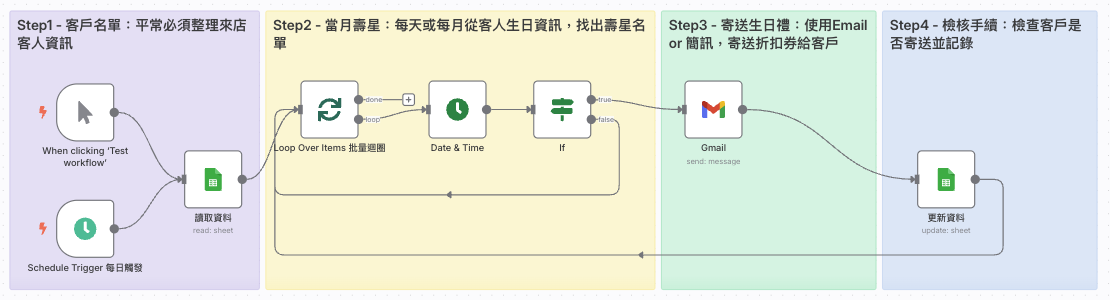 Step1 - 客戶名單：平常必須整理來店
客人資訊
When clicking ‘Test
workflow’
Schedule Trigger 每日觸發
讀取資料
read: sheet
Step2 - 當月壽星：每天或每月從客人生日資訊，找出壽星名
單
done
loop
Loop Over Items 批量迴圈
Date & Time
true
false
If
Step3 - 寄送生日禮：使用Email
or 簡訊，寄送折扣券給客戶
Gmail
send: message
Step4 - 檢核手續：檢查客戶是
否寄送並記錄
更新資料
update: sheet